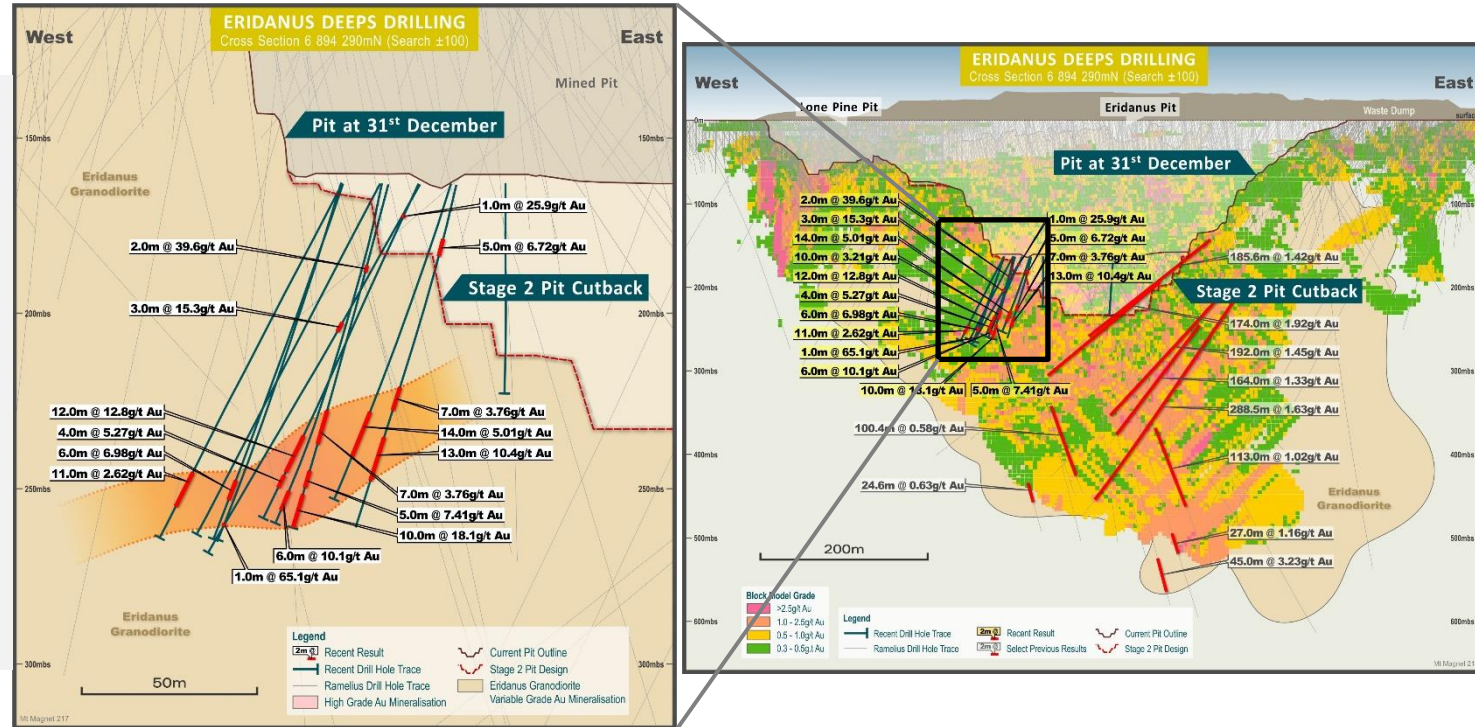 ERIDANUS DEEPS DRILLING
Cross Section 6 894 290mN (Search ±100)
West
East
Mined Pit
150mbs
150mbs
Pit at 31st December
Eridanus
Granodiorite
1.0m @ 25.9g/t Au
2.0m @ 39.6g/t Au
5.0m @ 6.72g/t Au
Stage 2 Pit Cutback
3.0m @ 15.3g/t Au
200mbs
200mbs
12.0m @ 12.8g/t Au
7.0m @ 3.76g/t Au
4.0m @ 5.27g/t Au
14.0m @ 5.01g/t Au
6.0m @ 6.98g/t Au
13.0m @ 10.4g/t Au
11.0m @ 2.62g/t Au
250mbs
250mbs
7.0m @ 3.76g/t Au
5.0m @ 7.41g/t Au
10.0m @ 18.1g/t Au
6.0m @ 10.1g/t Au
1.0m @ 65.1g/t Au
Eridanus
Granodiorite
Legend
2m @ Recent Result
Recent Drill Hole Trace
Ramelius Drill Hole Trace
High Grade Au Mineralisation
Current Pit Outline
Stage 2 Pit Design
Eridanus Granodiorite
Variable Grade Au Mineralisation
300mbs
300mbs
50m
Mt Magnet 217
ERIDANUS DEEPS DRILLING
Cross Section 6 894 290mN (Search ±100)
West
East
Lone Pine Pit
Eridanus Pit
Waste Dump
0m
surface
Pit at 31st December
100mbs
100mbs
2.0m @ 39.6g/t Au
3.0m @ 15.3g/t Au
14.0m @ 5.01g/t Au
10.0m @ 3.21g/t Au
12.0m @ 12.8g/t Au
4.0m @ 5.27g/t Au
6.0m @ 6.98g/t Au
11.0m @ 2.62g/t Au
1.0m @ 65.1g/t Au
6.0m @ 10.1g/t Au
1.0m @ 25.9g/t Au
5.0m @ 6.72g/t Au
7.0m @ 3.76g/t Au
13.0m @ 10.4g/t Au
185.6m @ 1.42g/t Au
200mbs
200mbs
Stage 2 Pit Cutback
174.0m @ 1.92g/t Au
192.0m @ 1.45g/t Au
164.0m @ 1.33g/t Au
288.5m @ 1.63g/t Au
300mbs
300mbs
10.0m @ 18.1g/t Au
5.0m @ 7.41g/t Au
100.4m @ 0.58g/t Au
400mbs
400mbs
113.0m @ 1.02g/t Au
24.6m @ 0.63g/t Au
Eridanus
Granodiorite
500mbs
500mbs
27.0m @ 1.16g/t Au
45.0m @ 3.23g/t Au
200m
Block Model Grade
>2.5g/t Au
1.0 - 2.5g/t Au
0.5 - 1.0g/t Au
0.3 - 0.5g/t Au
600mbs
600mbs
Legend
Recent Drill Hole Trace
Ramelius Drill Hole Trace
2m @ Recent Result
2m @ Select Previous Results
Current Pit Outline
Stage 2 Pit Design